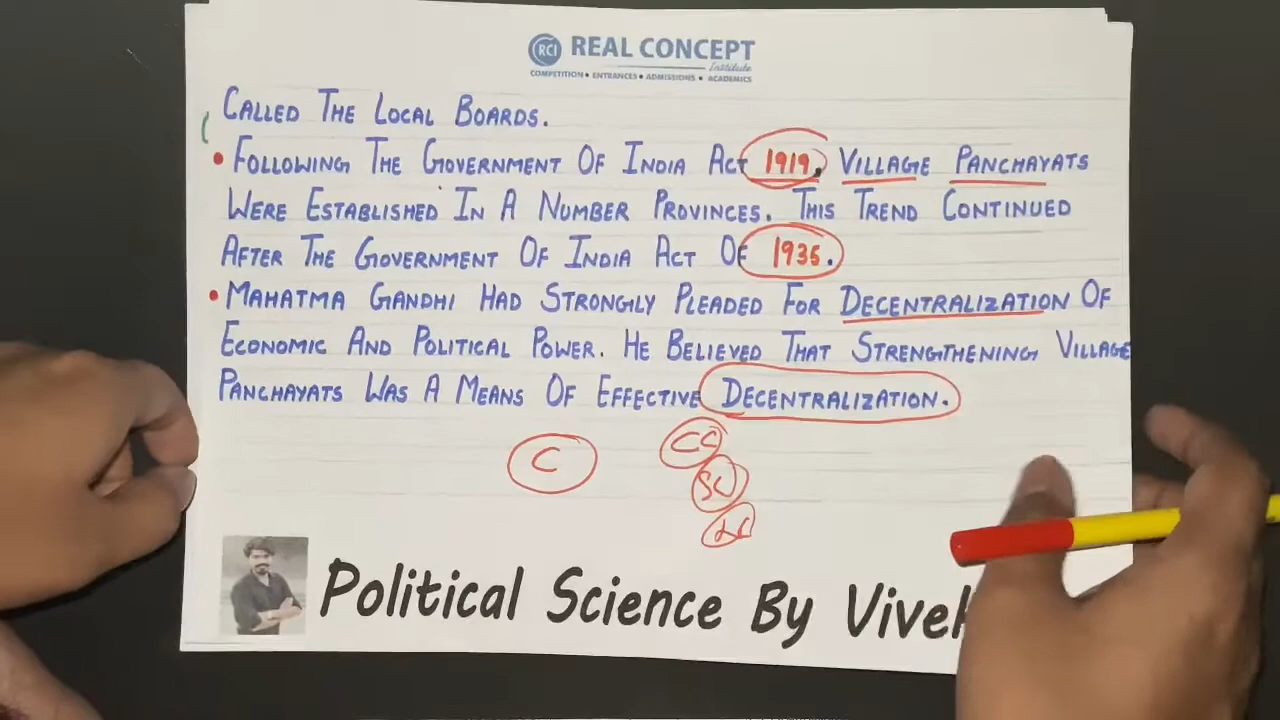 RCI REAL CONCEPT
Institute
COMPETITION • ENTRANCES • ADMISSIONS • ACADEMICS
CALLED THE LOCAL BOARDS.
• FOLLOWING THE GOVERNMENT OF INDIA ACT 1919, VILLAGE PANCHAYATS
WERE ESTABLISHED IN A NUMBER PROVINCES. THIS TREND CONTINUED
AFTER THE GOVERNMENT OF INDIA ACT OF 1935.
• MAHATMA GANDHI HAD STRONGLY PLEADED FOR DECENTRALIZATION OF
ECONOMIC AND POLITICAL POWER. HE BELIEVED THAT STRENGTHENING VILLAGE
PANCHAYATS WAS A MEANS OF EFFECTIVE DECENTRALIZATION.
C CG
Political Science By Vivek